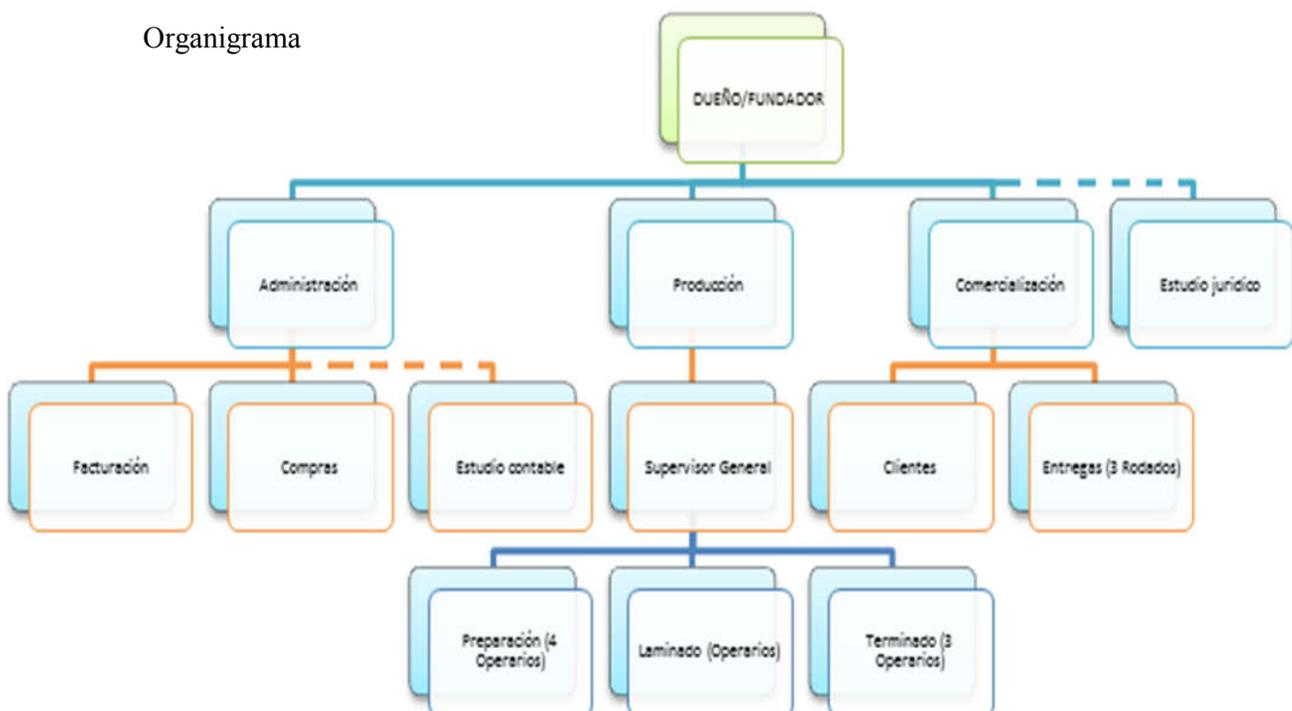 Organigrama
DUEÑO/FUNDADOR
Administración
Producción
Comercialización
Estudio jurídico
Facturación
Compras
Estudio contable
Supervisor General
Clientes
Entregas (3 Rodados)
Preparación (4
Operarios)
Laminado (Operarios)
Terminado (3
Operarios)